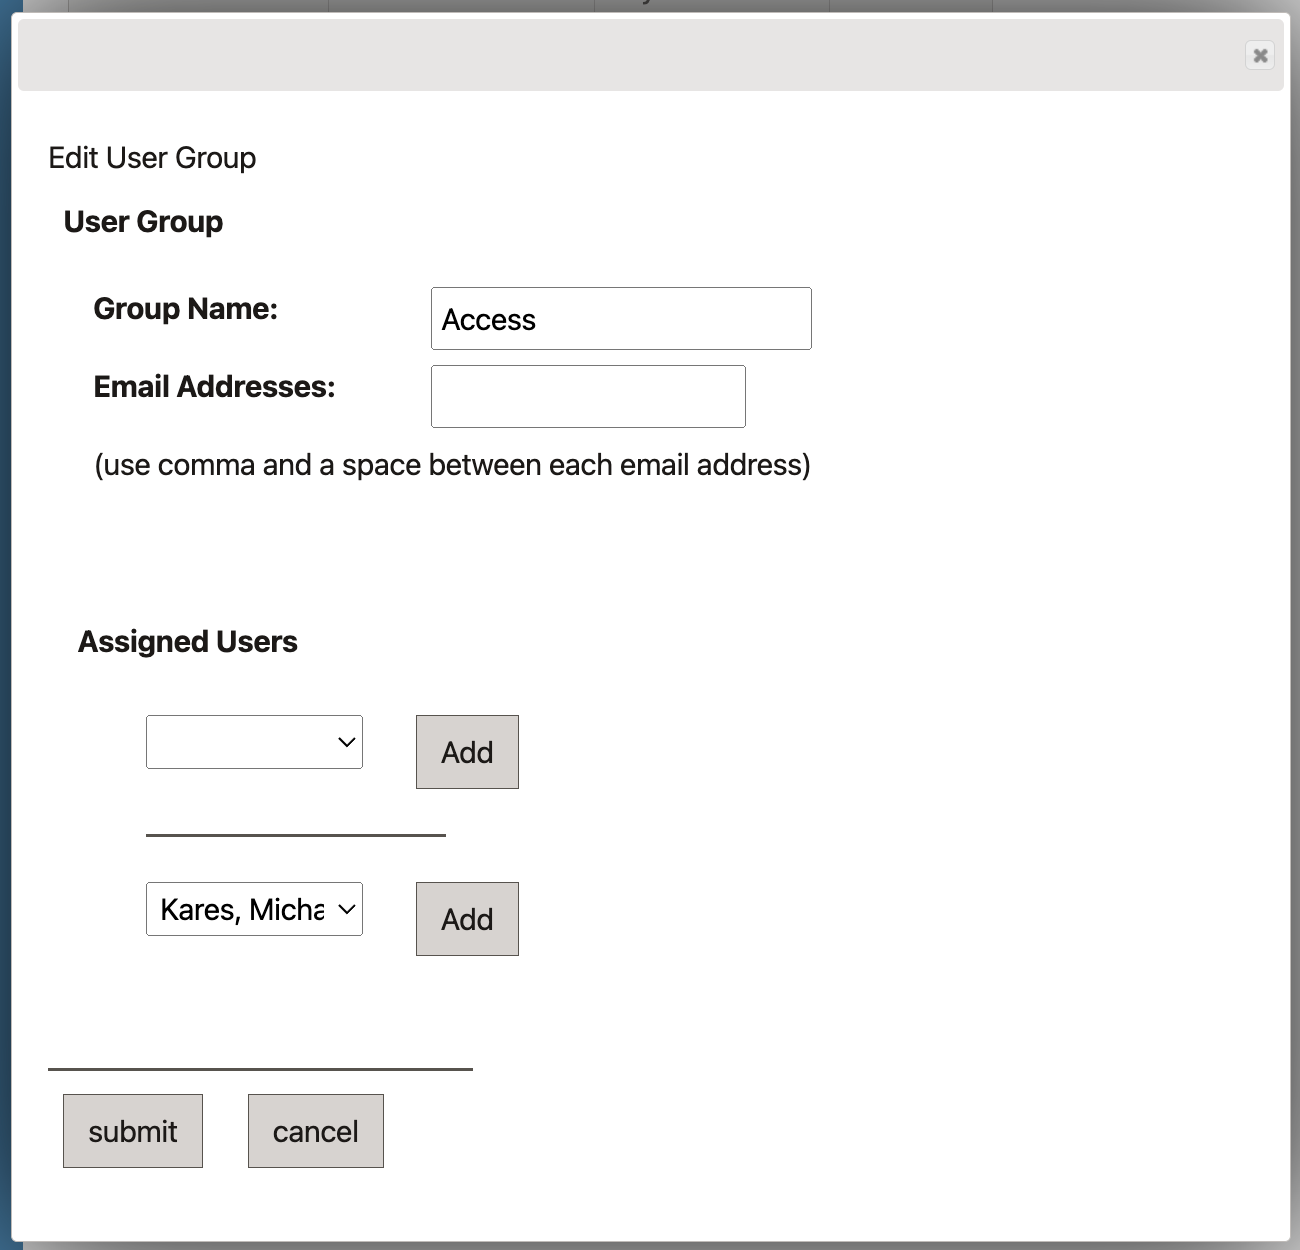 Edit User Group
User Group
Group Name:
Access
Email Addresses:
(use comma and a space between each email address)
Assigned Users
Add
Kares, Micha
Add
submit
cancel